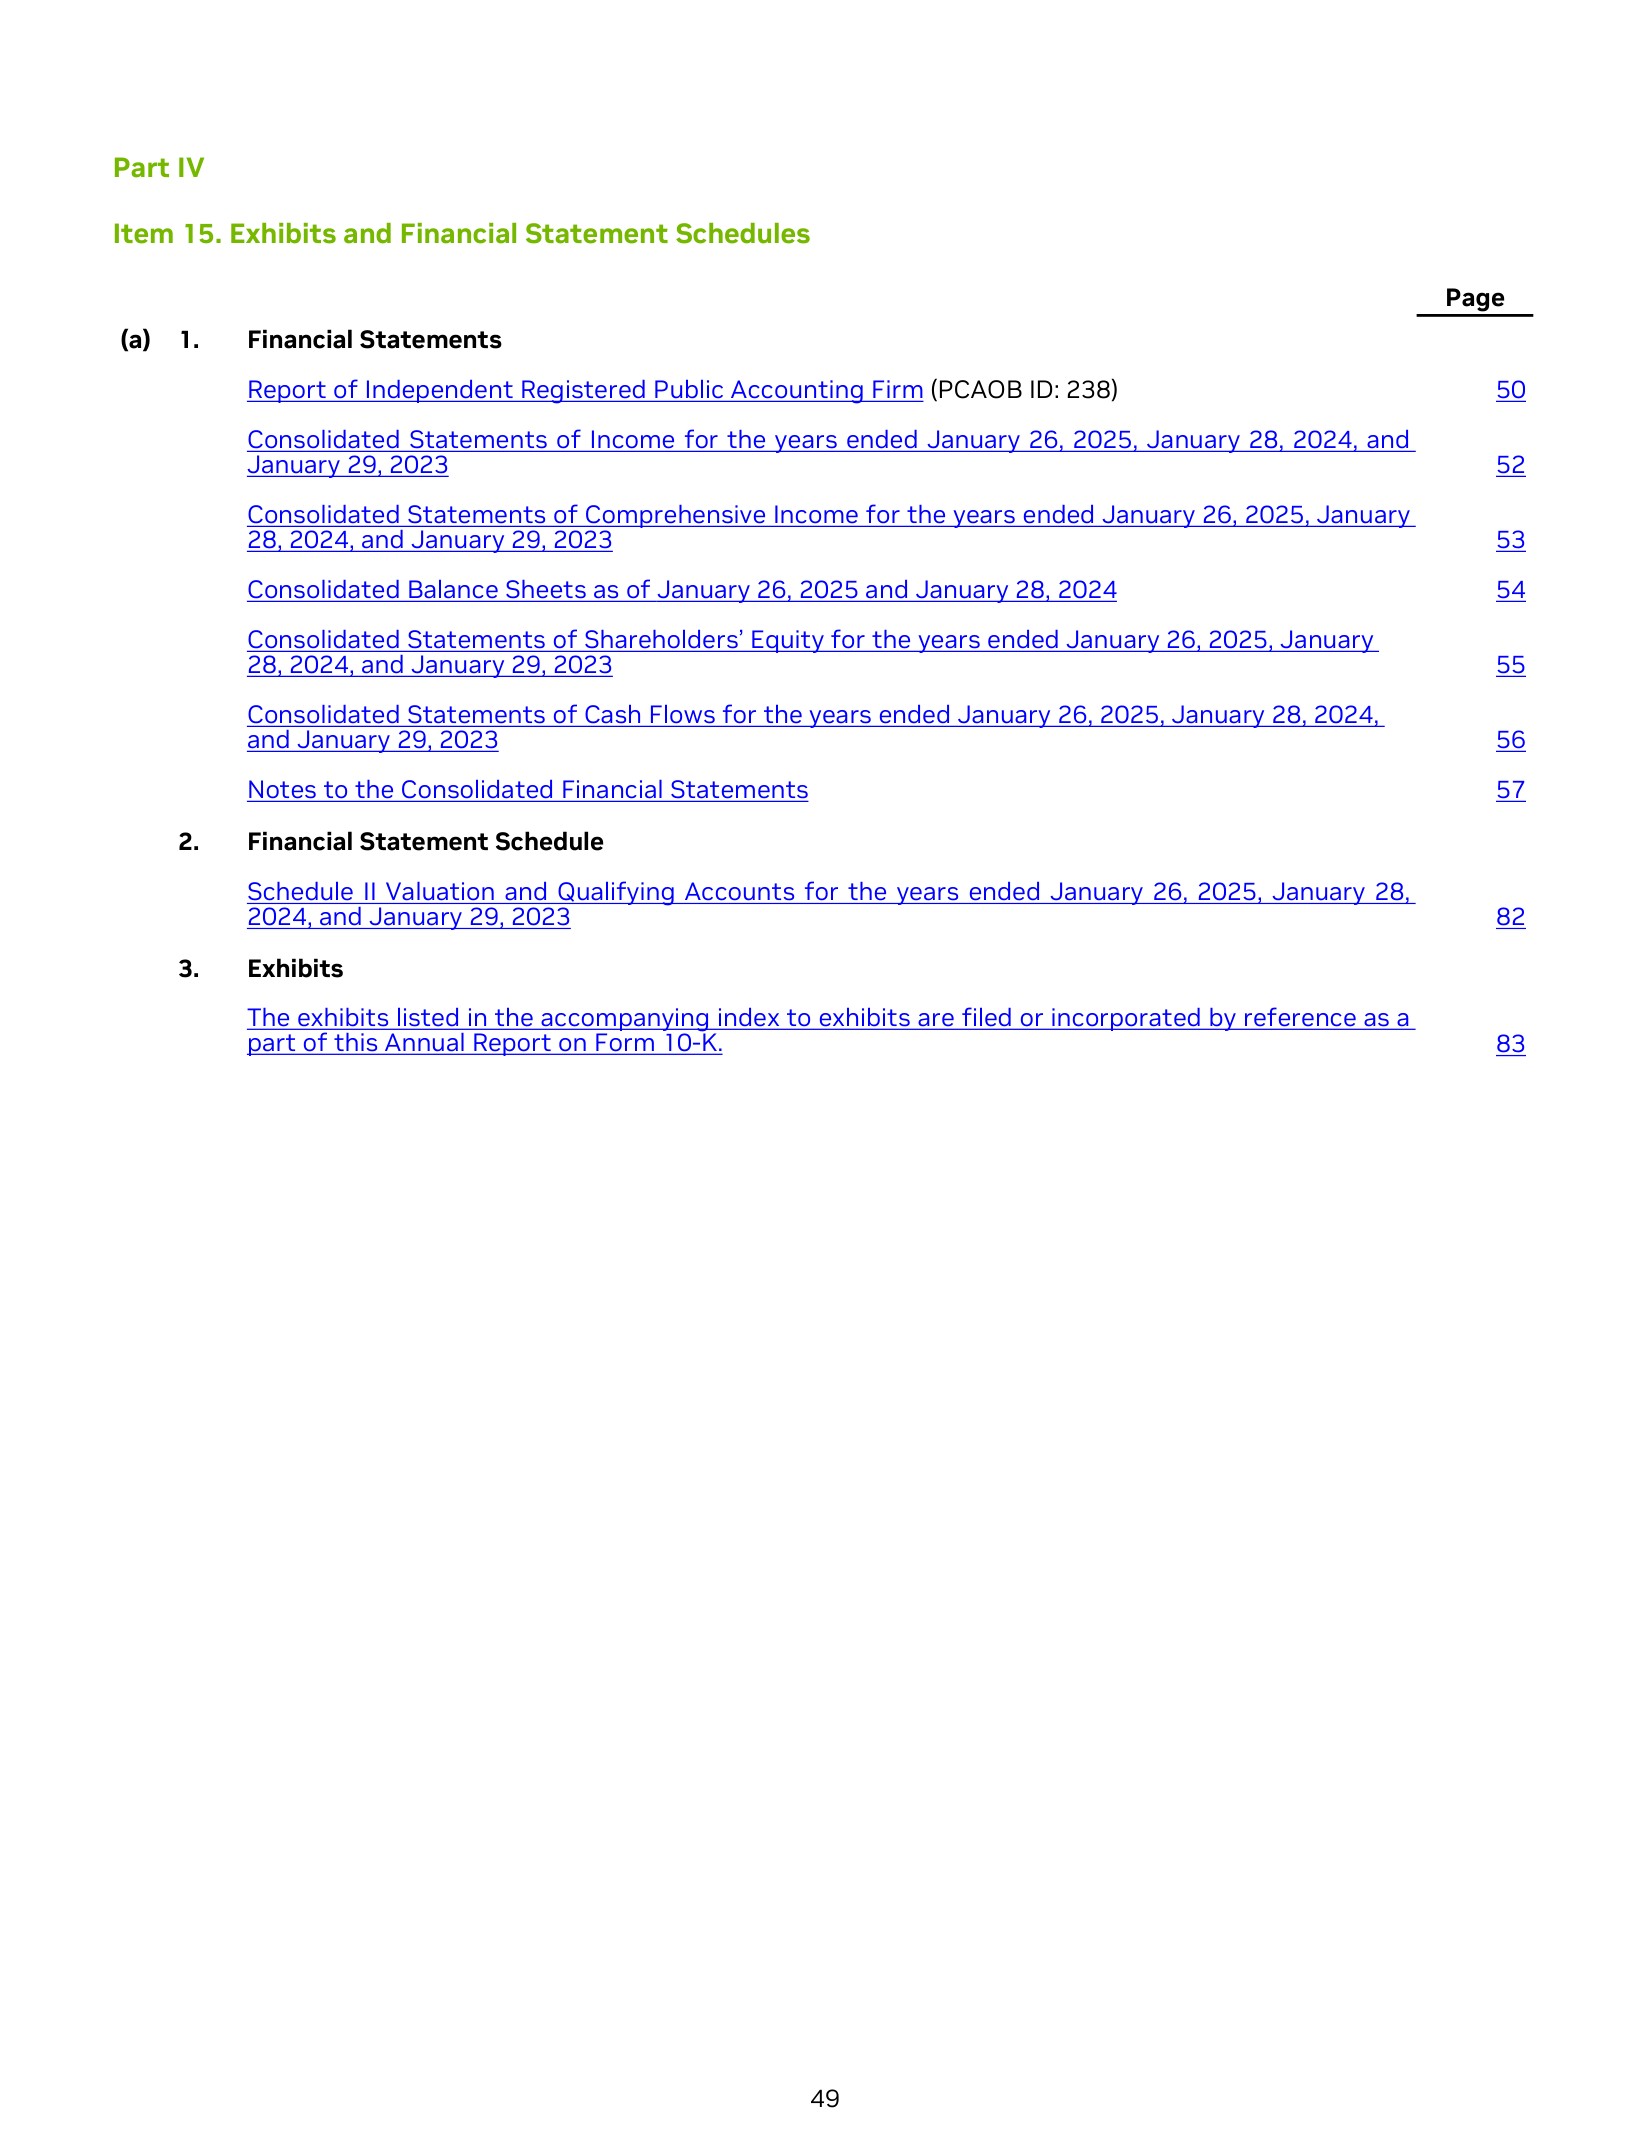 Part IV
Item 15. Exhibits and Financial Statement Schedules
Page
(a) 1. Financial Statements
Report of Independent Registered Public Accounting Firm (PCAOB ID: 238) 50
Consolidated Statements of Income for the years ended January 26, 2025, January 28, 2024, and
January 29, 2023 52
Consolidated Statements of Comprehensive Income for the years ended January 26, 2025, January
28, 2024, and January 29, 2023 53
Consolidated Balance Sheets as of January 26, 2025 and January 28, 2024 54
Consolidated Statements of Shareholders’ Equity for the years ended January 26, 2025, January
28, 2024, and January 29, 2023 55
Consolidated Statements of Cash Flows for the years ended January 26, 2025, January 28, 2024,
and January 29, 2023 56
Notes to the Consolidated Financial Statements 57
2. Financial Statement Schedule
Schedule II Valuation and Qualifying Accounts for the years ended January 26, 2025, January 28,
2024, and January 29, 2023 82
3. Exhibits
The exhibits listed in the accompanying index to exhibits are filed or incorporated by reference as a
part of this Annual Report on Form 10-K. 83
49